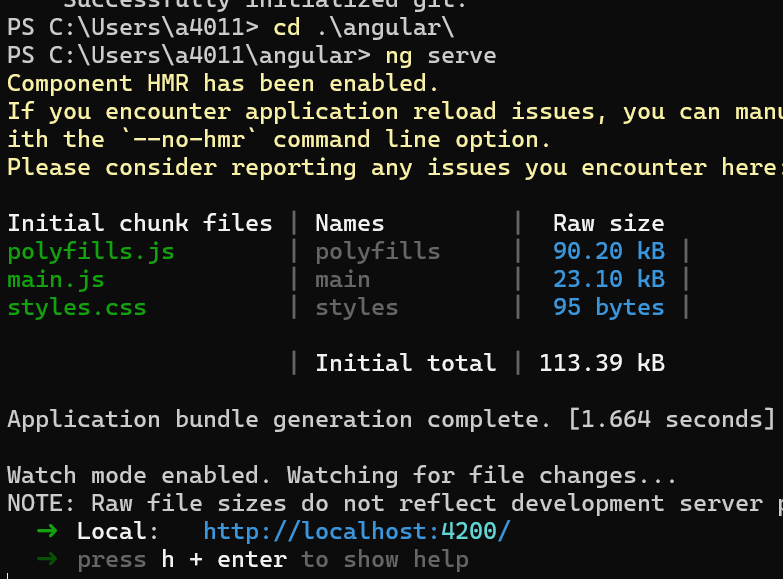 Successfully initialized git.
PS C:\Users\a4011> cd .\angular\
PS C:\Users\a4011\angular> ng serve
Component HMR has been enabled.
If you encounter application reload issues, you can manu
ith the `--no-hmr` command line option.
Please consider reporting any issues you encounter here:

Initial chunk files | Names | Raw size
polyfills.js | polyfills | 90.20 kB |
main.js | main | 23.10 kB |
styles.css | styles | 95 bytes |

| Initial total | 113.39 kB

Application bundle generation complete. [1.664 seconds]

Watch mode enabled. Watching for file changes...
NOTE: Raw file sizes do not reflect development server p
➜ Local: http://localhost:4200/
➜ press h + enter to show help